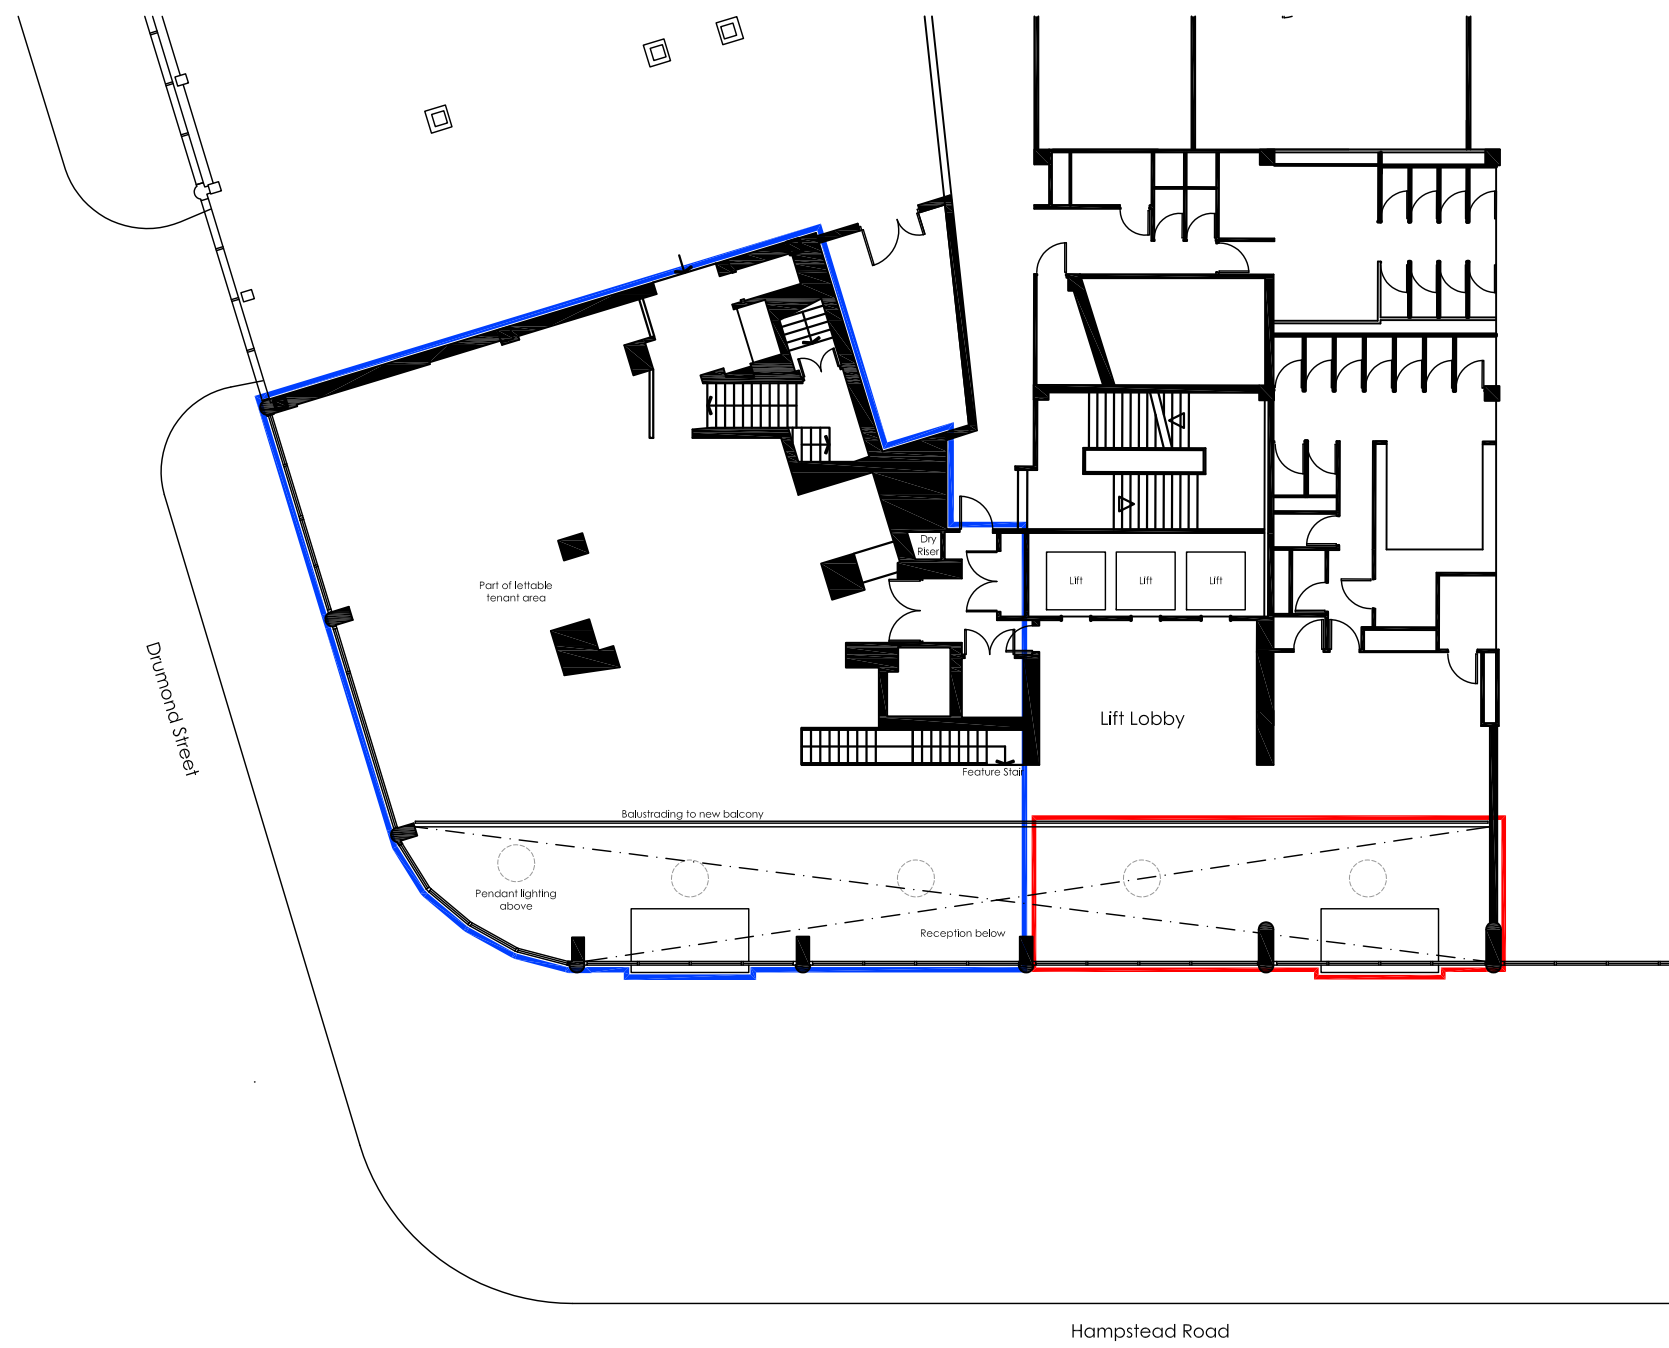 Dry
Riser
Lift
Lift
Lift
Part of lettable
tenant area
Drumond Street
Lift Lobby
Feature Stair
Balustrading to new balcony
Pendant lighting
above
Reception below
Hampstead Road